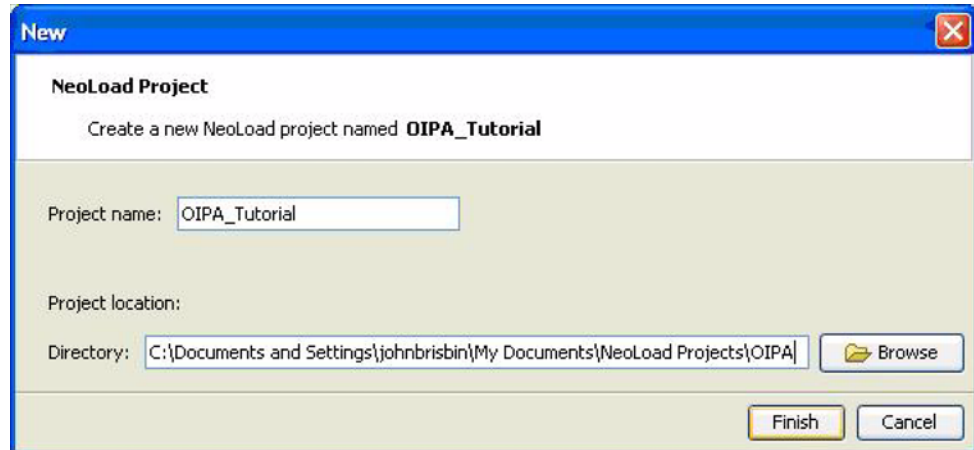 New
NeoLoad Project
Create a new NeoLoad project named OIPA_Tutorial
Project name: OIPA_Tutorial
Project location:
Directory: C:\Documents and Settings\johnbrisbin\My Documents\NeoLoad Projects\OIPA Browse
Finish Cancel